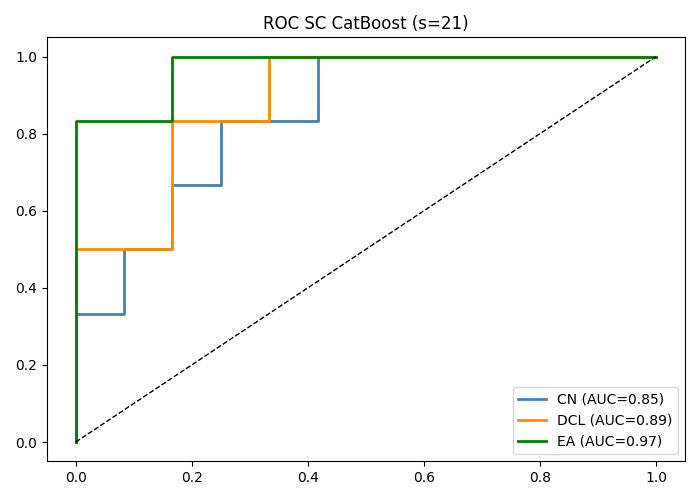 ROC SC CatBoost (s=21)
1.0
0.8
0.6
0.4
0.2
0.0
0.0 0.2 0.4 0.6 0.8 1.0
CN (AUC=0.85)
DCL (AUC=0.89)
EA (AUC=0.97)